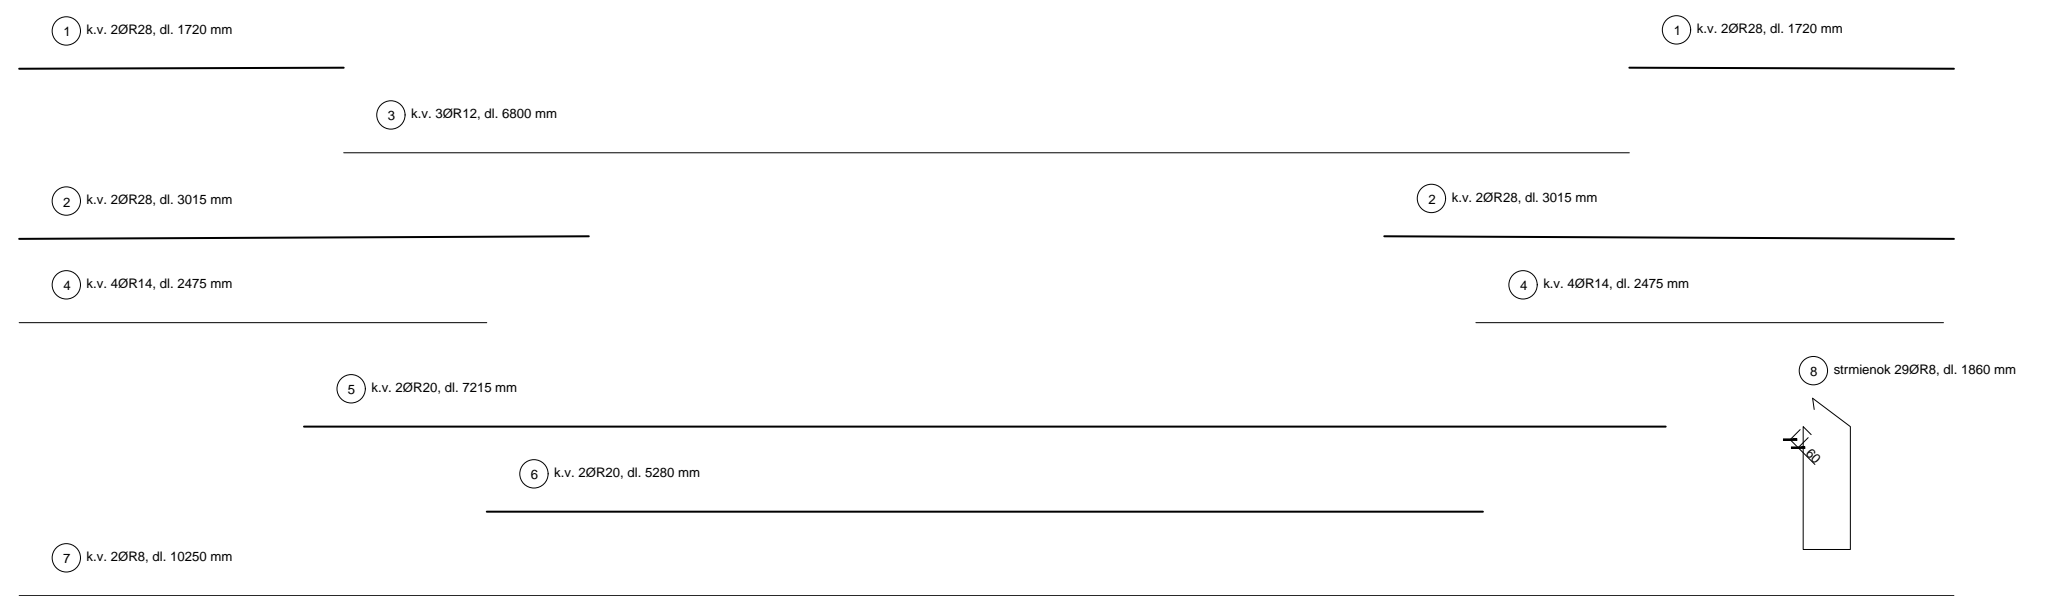 1 k.v. 2ØR28, dl. 1720 mm
1 k.v. 2ØR28, dl. 1720 mm
3 k.v. 3ØR12, dl. 6800 mm
2 k.v. 2ØR28, dl. 3015 mm
2 k.v. 2ØR28, dl. 3015 mm
4 k.v. 4ØR14, dl. 2475 mm
4 k.v. 4ØR14, dl. 2475 mm
8 strmienok 29ØR8, dl. 1860 mm
5 k.v. 2ØR20, dl. 7215 mm
60
6 k.v. 2ØR20, dl. 5280 mm
7 k.v. 2ØR8, dl. 10250 mm